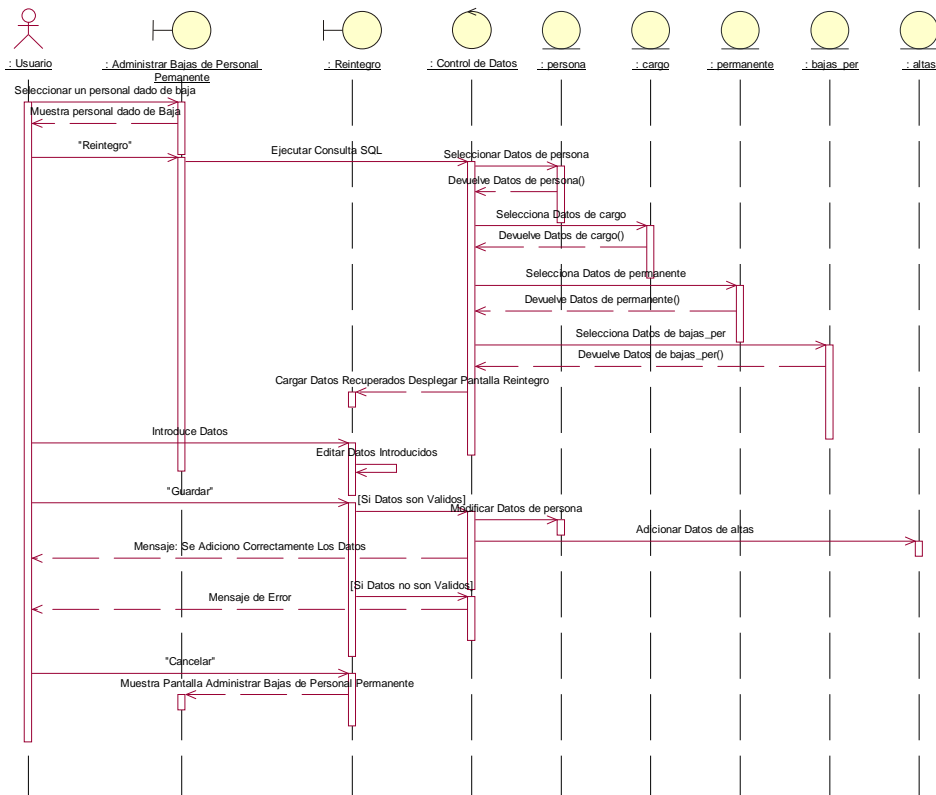 : Usuario
: Administrar Bajas de Personal
Pemanente
: Reintegro
: Control de Datos
: persona
: cargo
: permanente
: bajas_per
: altas
Seleccionar un personal dado de baja
Muestra personal dado de Baja
"Reintegro"
Ejecutar Consulta SQL
Seleccionar Datos de persona
Devuelve Datos de persona()
Selecciona Datos de cargo
Devuelve Datos de cargo()
Selecciona Datos de permanente
Devuelve Datos de permanente()
Selecciona Datos de bajas_per
Devuelve Datos de bajas_per()
Cargar Datos Recuperados Desplegar Pantalla Reintegro
Introduce Datos
Editar Datos Introducidos
"Guardar"
[Si Datos son Validos]
Modificar Datos de persona
Adicionar Datos de altas
Mensaje: Se Adiciono Correctamente Los Datos
[Si Datos no son Validos]
Mensaje de Error
"Cancelar"
Muestra Pantalla Administrar Bajas de Personal Permanente